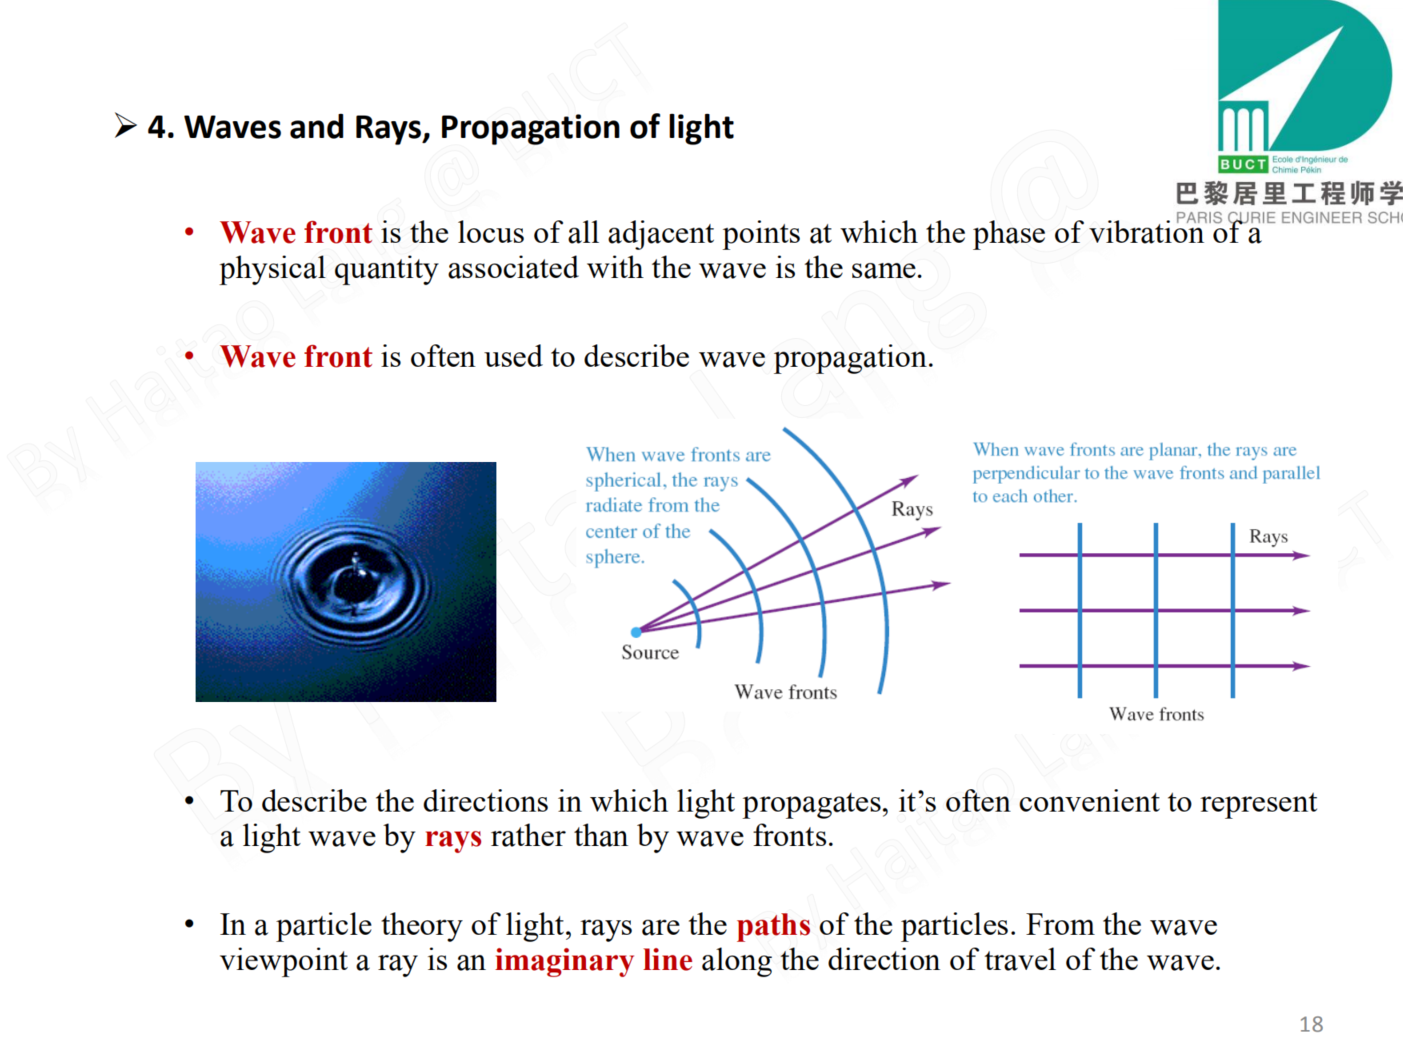 BUCT
Ecole d'Ingénieur de
Chimie Pékin
巴黎居里工程师学
PARIS CURIE ENGINEER SCH
➢ 4. Waves and Rays, Propagation of light
• Wave front is the locus of all adjacent points at which the phase of vibration of a
physical quantity associated with the wave is the same.
• Wave front is often used to describe wave propagation.
When wave fronts are
spherical, the rays
radiate from the
center of the
sphere.
Rays
Source
Wave fronts
When wave fronts are planar, the rays are
perpendicular to the wave fronts and parallel
to each other.
Rays
Wave fronts
• To describe the directions in which light propagates, it's often convenient to represent
a light wave by rays rather than by wave fronts.
• In a particle theory of light, rays are the paths of the particles. From the wave
viewpoint a ray is an imaginary line along the direction of travel of the wave.
18
By Haitao Lang @ BUCT